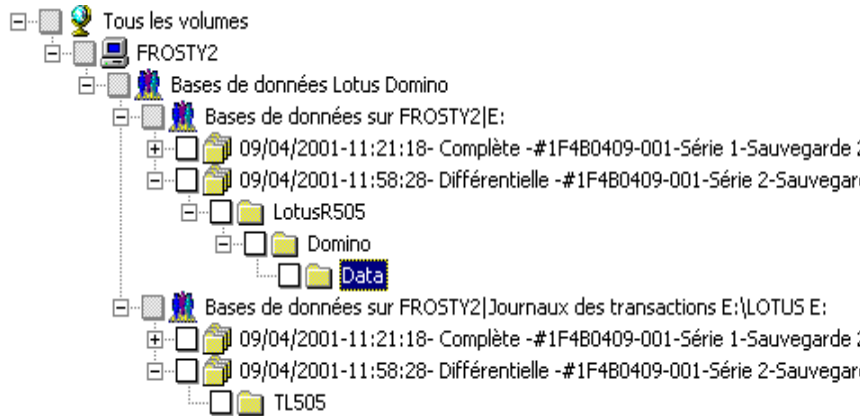 Tous les volumes
FROSTY2
Bases de données Lotus Domino
Bases de données sur FROSTY2|E:
09/04/2001-11:21:18- Complète -#1F4B0409-001-Série 1-Sauvegarde 2
09/04/2001-11:58:28- Différentielle -#1F4B0409-001-Série 2-Sauvegar
LotusR505
Domino
Data
Bases de données sur FROSTY2|Journaux des transactions E:\LOTUS E:
09/04/2001-11:21:18- Complète -#1F4B0409-001-Série 1-Sauvegarde 2
09/04/2001-11:58:28- Différentielle -#1F4B0409-001-Série 2-Sauvegar
TL505